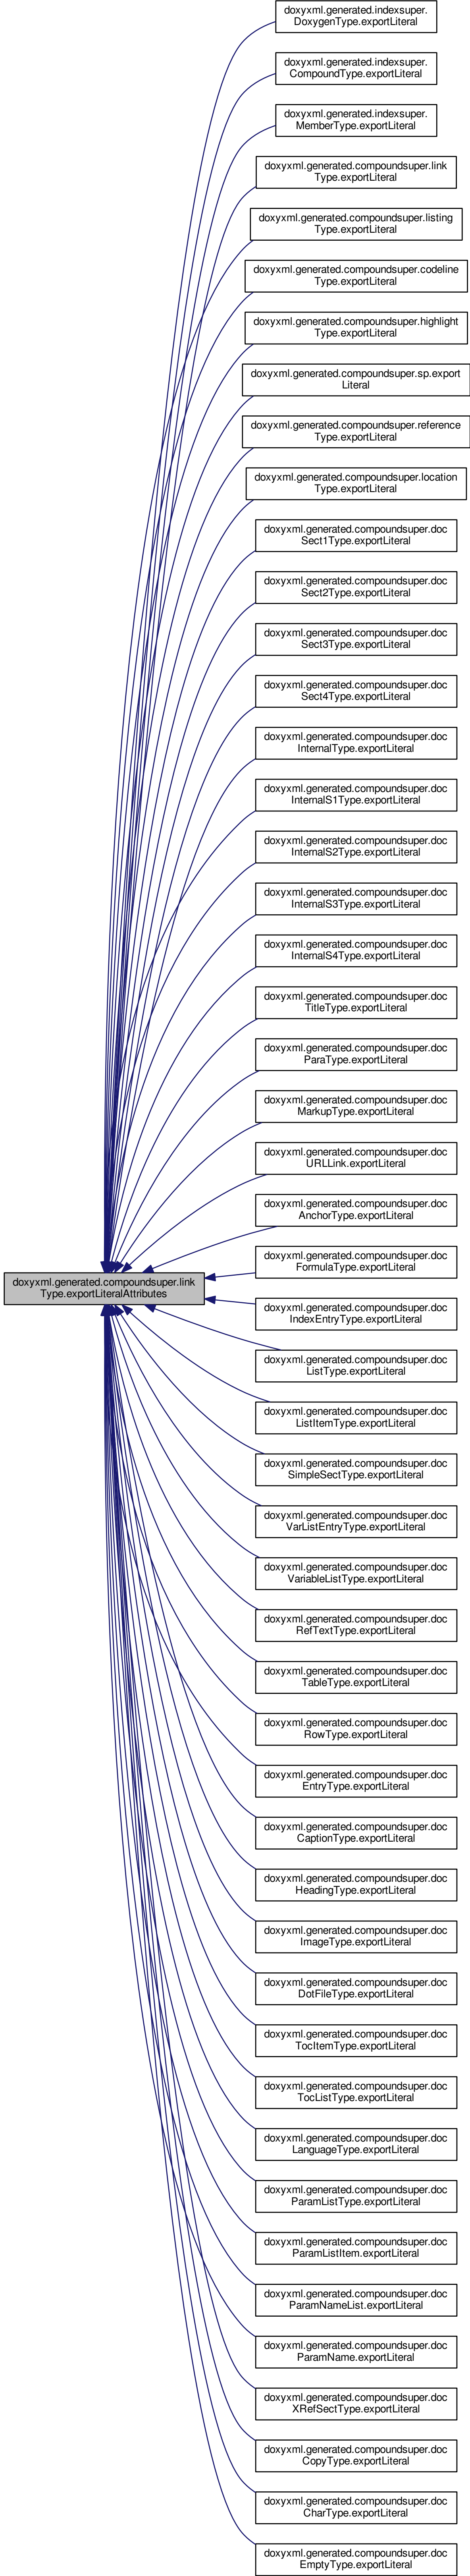 doxyxml.generated.indexsuper.
DoxygenType.exportLiteral
doxyxml.generated.indexsuper.
CompoundType.exportLiteral
doxyxml.generated.indexsuper.
MemberType.exportLiteral
doxyxml.generated.compoundsuper.link
Type.exportLiteral
doxyxml.generated.compoundsuper.listing
Type.exportLiteral
doxyxml.generated.compoundsuper.codeline
Type.exportLiteral
doxyxml.generated.compoundsuper.highlight
Type.exportLiteral
doxyxml.generated.compoundsuper.sp.export
Literal
doxyxml.generated.compoundsuper.reference
Type.exportLiteral
doxyxml.generated.compoundsuper.location
Type.exportLiteral
doxyxml.generated.compoundsuper.doc
Sect1Type.exportLiteral
doxyxml.generated.compoundsuper.doc
Sect2Type.exportLiteral
doxyxml.generated.compoundsuper.doc
Sect3Type.exportLiteral
doxyxml.generated.compoundsuper.doc
Sect4Type.exportLiteral
doxyxml.generated.compoundsuper.doc
InternalType.exportLiteral
doxyxml.generated.compoundsuper.doc
InternalS1Type.exportLiteral
doxyxml.generated.compoundsuper.doc
InternalS2Type.exportLiteral
doxyxml.generated.compoundsuper.doc
InternalS3Type.exportLiteral
doxyxml.generated.compoundsuper.doc
InternalS4Type.exportLiteral
doxyxml.generated.compoundsuper.doc
TitleType.exportLiteral
doxyxml.generated.compoundsuper.doc
ParaType.exportLiteral
doxyxml.generated.compoundsuper.doc
MarkupType.exportLiteral
doxyxml.generated.compoundsuper.doc
URLLink.exportLiteral
doxyxml.generated.compoundsuper.doc
AnchorType.exportLiteral
doxyxml.generated.compoundsuper.doc
FormulaType.exportLiteral
doxyxml.generated.compoundsuper.link
Type.exportLiteralAttributes
doxyxml.generated.compoundsuper.doc
IndexEntryType.exportLiteral
doxyxml.generated.compoundsuper.doc
ListType.exportLiteral
doxyxml.generated.compoundsuper.doc
ListItemType.exportLiteral
doxyxml.generated.compoundsuper.doc
SimpleSectType.exportLiteral
doxyxml.generated.compoundsuper.doc
VarListEntryType.exportLiteral
doxyxml.generated.compoundsuper.doc
VariableListType.exportLiteral
doxyxml.generated.compoundsuper.doc
RefTextType.exportLiteral
doxyxml.generated.compoundsuper.doc
TableType.exportLiteral
doxyxml.generated.compoundsuper.doc
RowType.exportLiteral
doxyxml.generated.compoundsuper.doc
EntryType.exportLiteral
doxyxml.generated.compoundsuper.doc
CaptionType.exportLiteral
doxyxml.generated.compoundsuper.doc
HeadingType.exportLiteral
doxyxml.generated.compoundsuper.doc
ImageType.exportLiteral
doxyxml.generated.compoundsuper.doc
DotFileType.exportLiteral
doxyxml.generated.compoundsuper.doc
TocItemType.exportLiteral
doxyxml.generated.compoundsuper.doc
TocListType.exportLiteral
doxyxml.generated.compoundsuper.doc
LanguageType.exportLiteral
doxyxml.generated.compoundsuper.doc
ParamListType.exportLiteral
doxyxml.generated.compoundsuper.doc
ParamListItem.exportLiteral
doxyxml.generated.compoundsuper.doc
ParamNameList.exportLiteral
doxyxml.generated.compoundsuper.doc
ParamName.exportLiteral
doxyxml.generated.compoundsuper.doc
XRefSectType.exportLiteral
doxyxml.generated.compoundsuper.doc
CopyType.exportLiteral
doxyxml.generated.compoundsuper.doc
CharType.exportLiteral
doxyxml.generated.compoundsuper.doc
EmptyType.exportLiteral